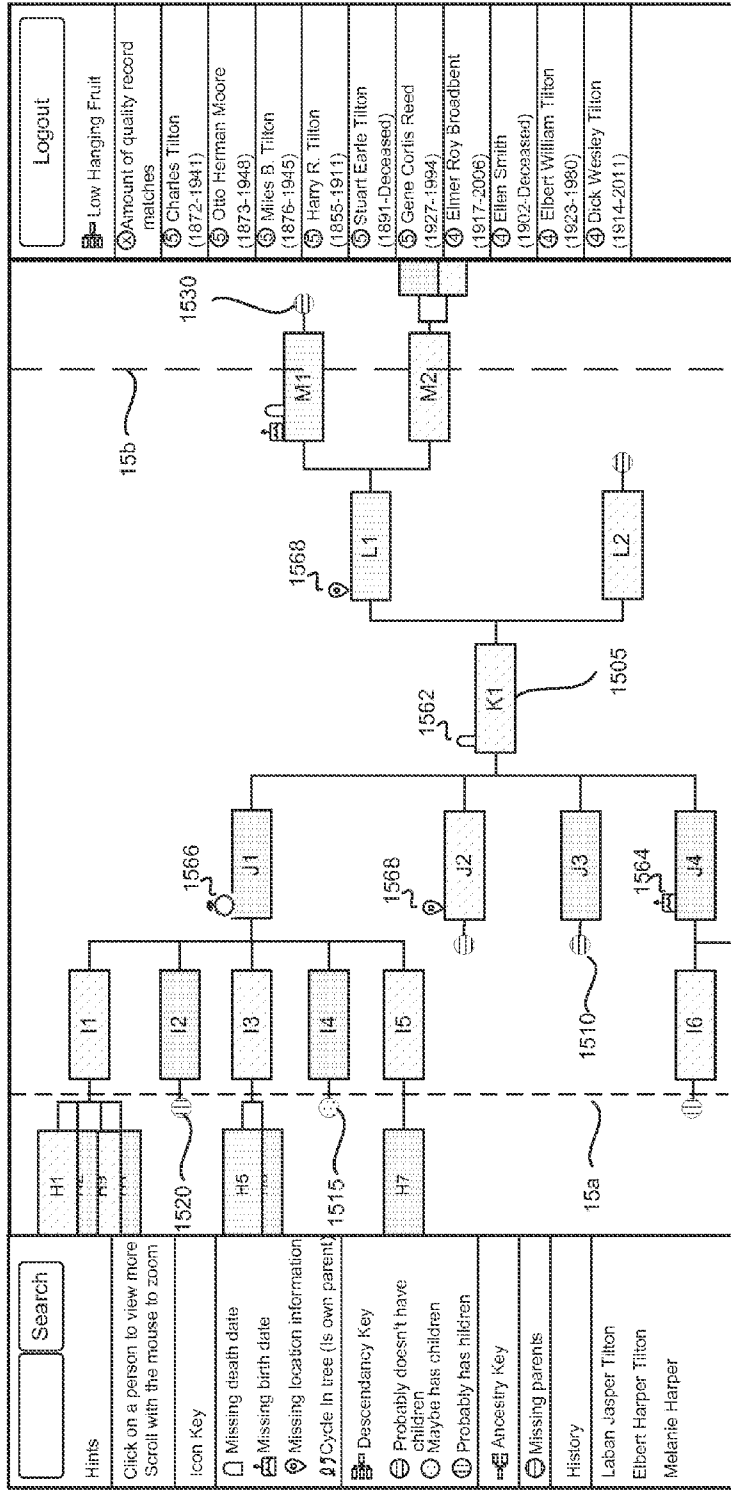 Search
Hints
Click on a person to view more
Scroll with the mouse to zoom
Icon Key
Missing death date
Missing birth date
Missing location information
Cycle In tree (Is own parent)
Descendancy Key
Probably doesn't have
children
Maybe has children
Probably has hildren
Ancestry Key
Missing parents
History
Laban Jasper Tilton
Elbert Harper Tilton
Melanie Harper
H1
H5
H7
1520
1515
15a
I1
I2
I3
I4
I5
I6
1566
J1
1568
J2
1510
J3
1564
J4
1562
K1
1505
1568
L1
L2
15b
M1
1530
M2
Logout
Low Hanging Fruit
X Amount of quality record
matches
5 Charles Tilton
(1872-1941)
5 Otto Herman Moore
(1873-1948)
5 Miles B. Tilton
(1876-1945)
5 Harry R. Tilton
(1855-1911)
5 Stuart Earle Tilton
(1891-Deceased)
5 Gene Curtis Reed
(1927-1994)
4 Elmer Roy Broadbent
(1917-2006)
4 Ellen Smith
(1902-Deceased)
4 Elbert William Tilton
(1923-1980)
4 Dick Wesley Tilton
(1914-2011)